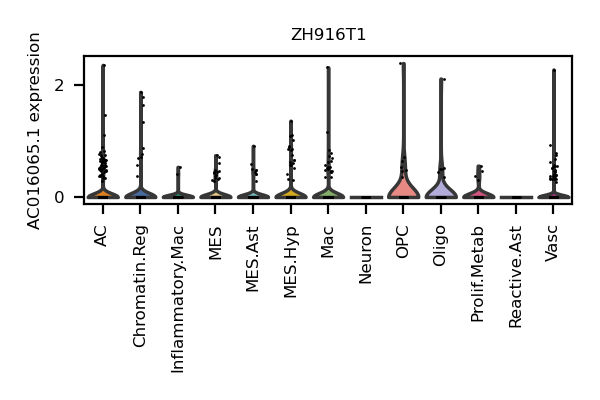 ZH916T1
AC016065.1 expression
2
0
AC
Chromatin.Reg
Inflammatory.Mac
MES
MES.Ast
MES.Hyp
Mac
Neuron
OPC
Oligo
Prolif.Metab
Reactive.Ast
Vasc